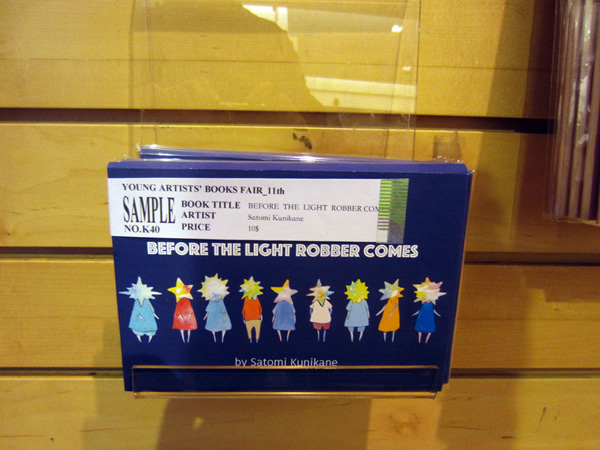 YOUNG ARTISTS' BOOKS FAIR_11th
SAMPLE
NO.K40
BOOK TITLE BEFORE THE LIGHT ROBBER
ARTIST Satomi Kunikane
PRICE 10$
BEFORE THE LIGHT ROBBER COMES
by Satomi Kunikane